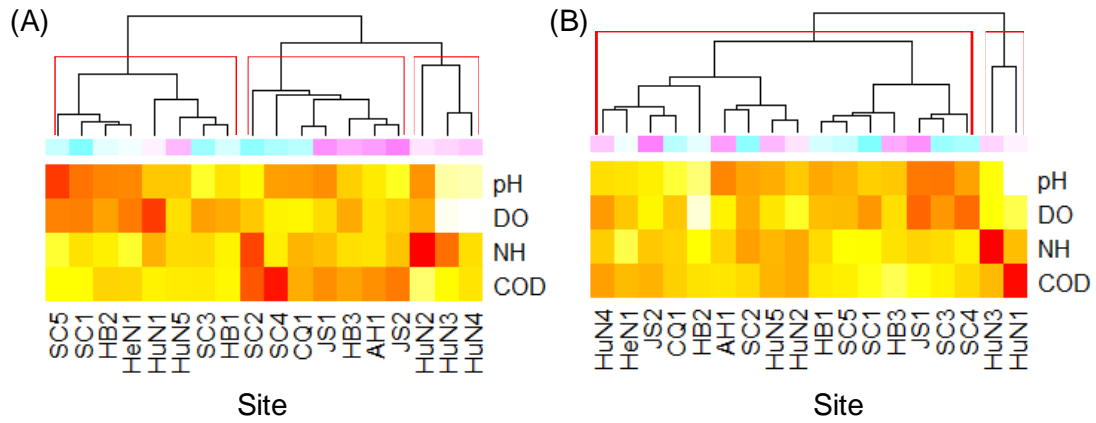 (A)
pH
DO
NH
COD
SC5 SC1 HB2 HeN1 HuN1 HuN5 SC3 HB1 SC2 SC4 CQ1 JS1 HB3 AH1 JS2 HuN2 HuN3 HuN4
Site
(B)
pH
DO
NH
COD
HuN4 HeN1 JS2 CQ1 HB2 AH1 SC2 HuN5 HuN2 HB1 SC5 SC1 HB3 JS1 SC3 SC4 HuN3 HuN1
Site